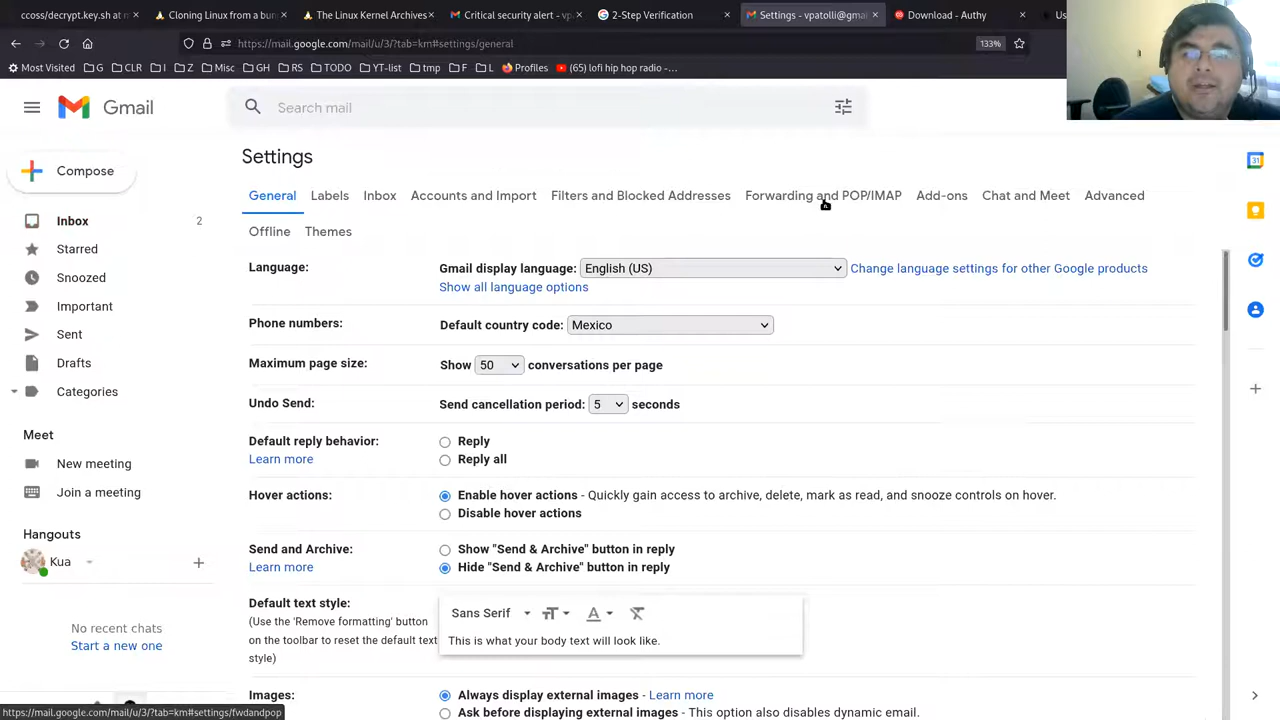 ccoss/decrypt.key.sh at m
Cloning Linux from a bun
The Linux Kernel Archives
Critical security alert - vp
2-Step Verification
Settings - vpatolli@gmai
Download - Authy
Us
https://mail.google.com/mail/u/3/?tab=km#settings/general
133%
Most Visited G CLR I Z Misc GH RS TODO YT-list tmp F L Profiles (65) lofi hip hop radio -…
Gmail
Search mail
Settings
Compose
General Labels Inbox Accounts and Import Filters and Blocked Addresses Forwarding and POP/IMAP Add-ons Chat and Meet Advanced
Offline Themes
Inbox 2
Starred
Snoozed
Important
Sent
Drafts
Categories
Meet
New meeting
Join a meeting
Hangouts
Kua
No recent chats
Start a new one
Language: Gmail display language: English (US) Change language settings for other Google products
Show all language options
Phone numbers: Default country code: Mexico
Maximum page size: Show 50 conversations per page
Undo Send: Send cancellation period: 5 seconds
Default reply behavior: Reply
Learn more Reply all
Hover actions: Enable hover actions - Quickly gain access to archive, delete, mark as read, and snooze controls on hover.
Disable hover actions
Send and Archive: Show "Send & Archive" button in reply
Learn more Hide "Send & Archive" button in reply
Default text style: Sans Serif
(Use the 'Remove formatting' button
on the toolbar to reset the default text
style)
This is what your body text will look like.
Images: Always display external images - Learn more
Ask before displaying external images - This option also disables dynamic email.
https://mail.google.com/mail/u/3/?tab=km#settings/fwdandpop
31